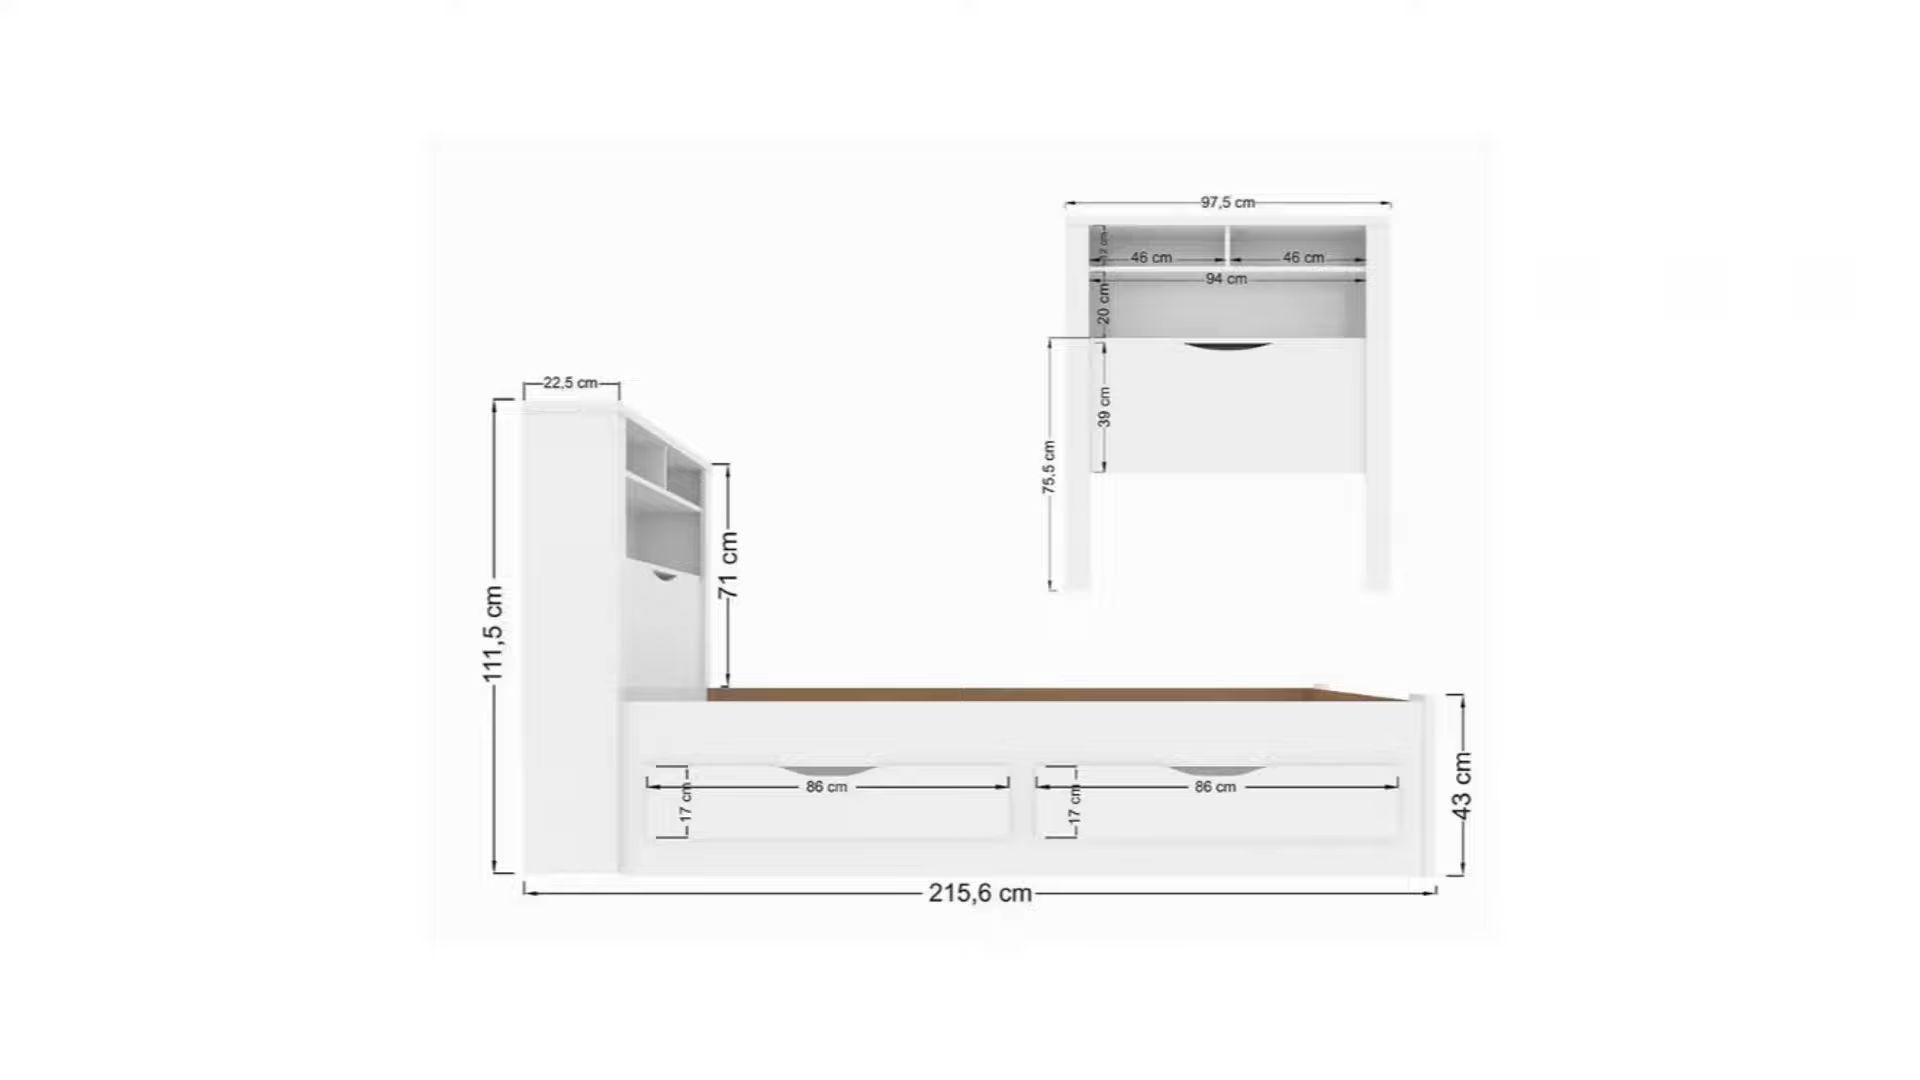 97,5 cm
46 cm
46 cm
94 cm
20 cm
39 cm
75,5 cm
22,5 cm
71 cm
111,5 cm
86 cm
86 cm
17 cm
17 cm
43 cm
215,6 cm